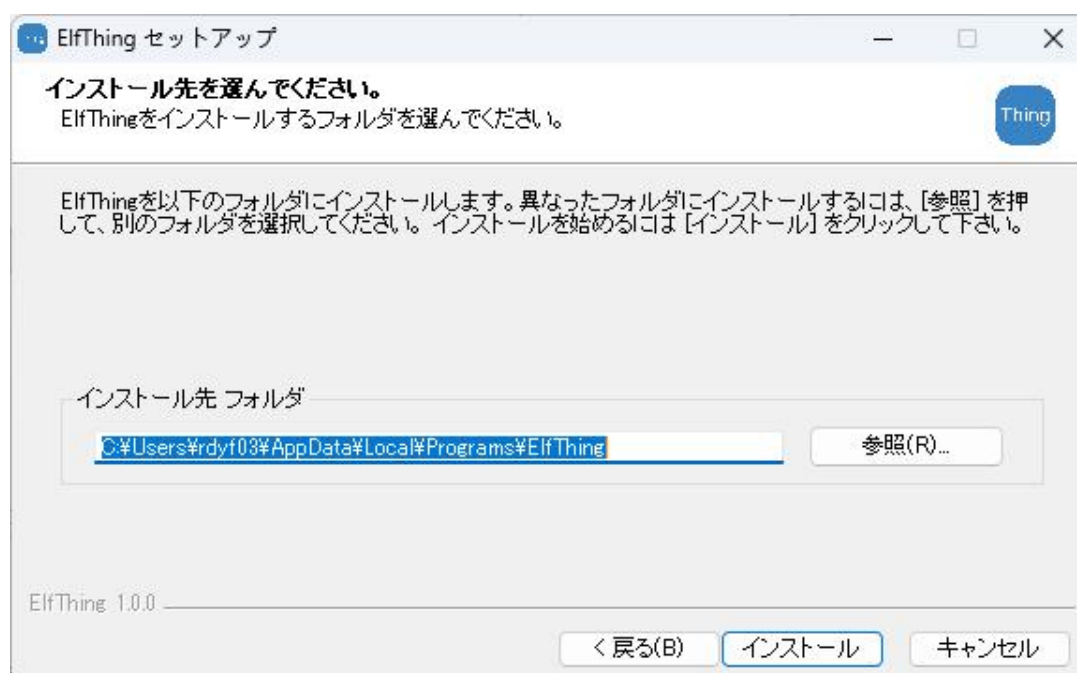 ElfThing セットアップ
インストール先を選んでください。
ElfThingをインストールするフォルダを選んでください。
Thing
ElfThingを以下のフォルダにインストールします。異なったフォルダにインストールするには、[参照] を押
して、別のフォルダを選択してください。インストールを始めるには [インストール] をクリックして下さい。
インストール先 フォルダ
C:¥Users¥rdyf03¥AppData¥Local¥Programs¥ElfThing
参照(R)...
ElfThing 1.0.0
< 戻る(B)
インストール
キャンセル